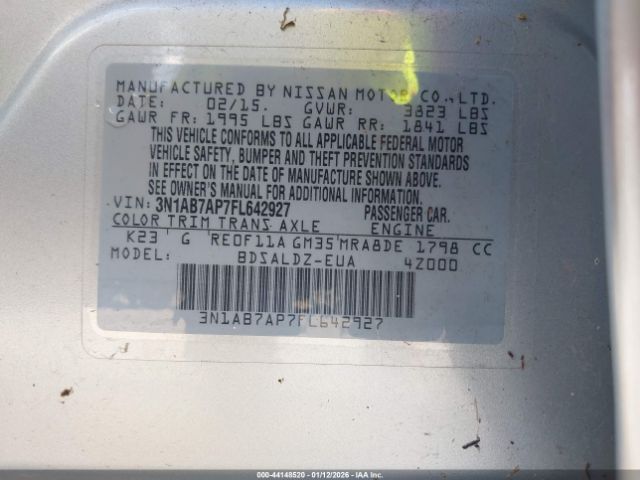 MANUFACTURED BY NISSAN MOTOR CO., LTD.
DATE: 02/15. GVWR: 3823 LBS
GAWR FR: 1995 LBS GAWR RR: 1841 LBS
THIS VEHICLE CONFORMS TO ALL APPLICABLE FEDERAL MOTOR
VEHICLE SAFETY, BUMPER AND THEFT PREVENTION STANDARDS
IN EFFECT ON THE DATE OF MANUFACTURE SHOWN ABOVE.
SEE OWNER'S MANUAL FOR ADDITIONAL INFORMATION.
VIN: 3N1AB7AP7FL642927 PASSENGER CAR.
COLOR TRIM TRANS AXLE ENGINE
K23 G RE0F11A GM35 MRA8DE 1798 CC
MODEL: BDSALDZ-EUA 42000
3N1AB7AP7FL642927
000-44148520 - 01/12/2026 - IAA Inc.